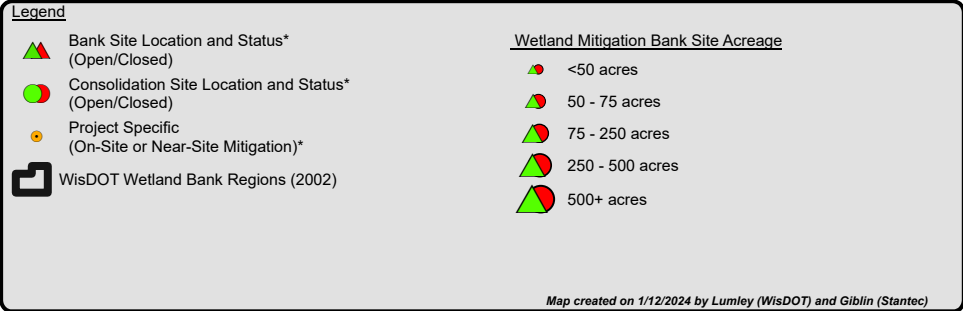 Legend
Bank Site Location and Status*
(Open/Closed)
Consolidation Site Location and Status*
(Open/Closed)
Project Specific
(On-Site or Near-Site Mitigation)*
WisDOT Wetland Bank Regions (2002)
Wetland Mitigation Bank Site Acreage
<50 acres
50 - 75 acres
75 - 250 acres
250 - 500 acres
500+ acres
Map created on 1/12/2024 by Lumley (WisDOT) and Giblin (Stantec)